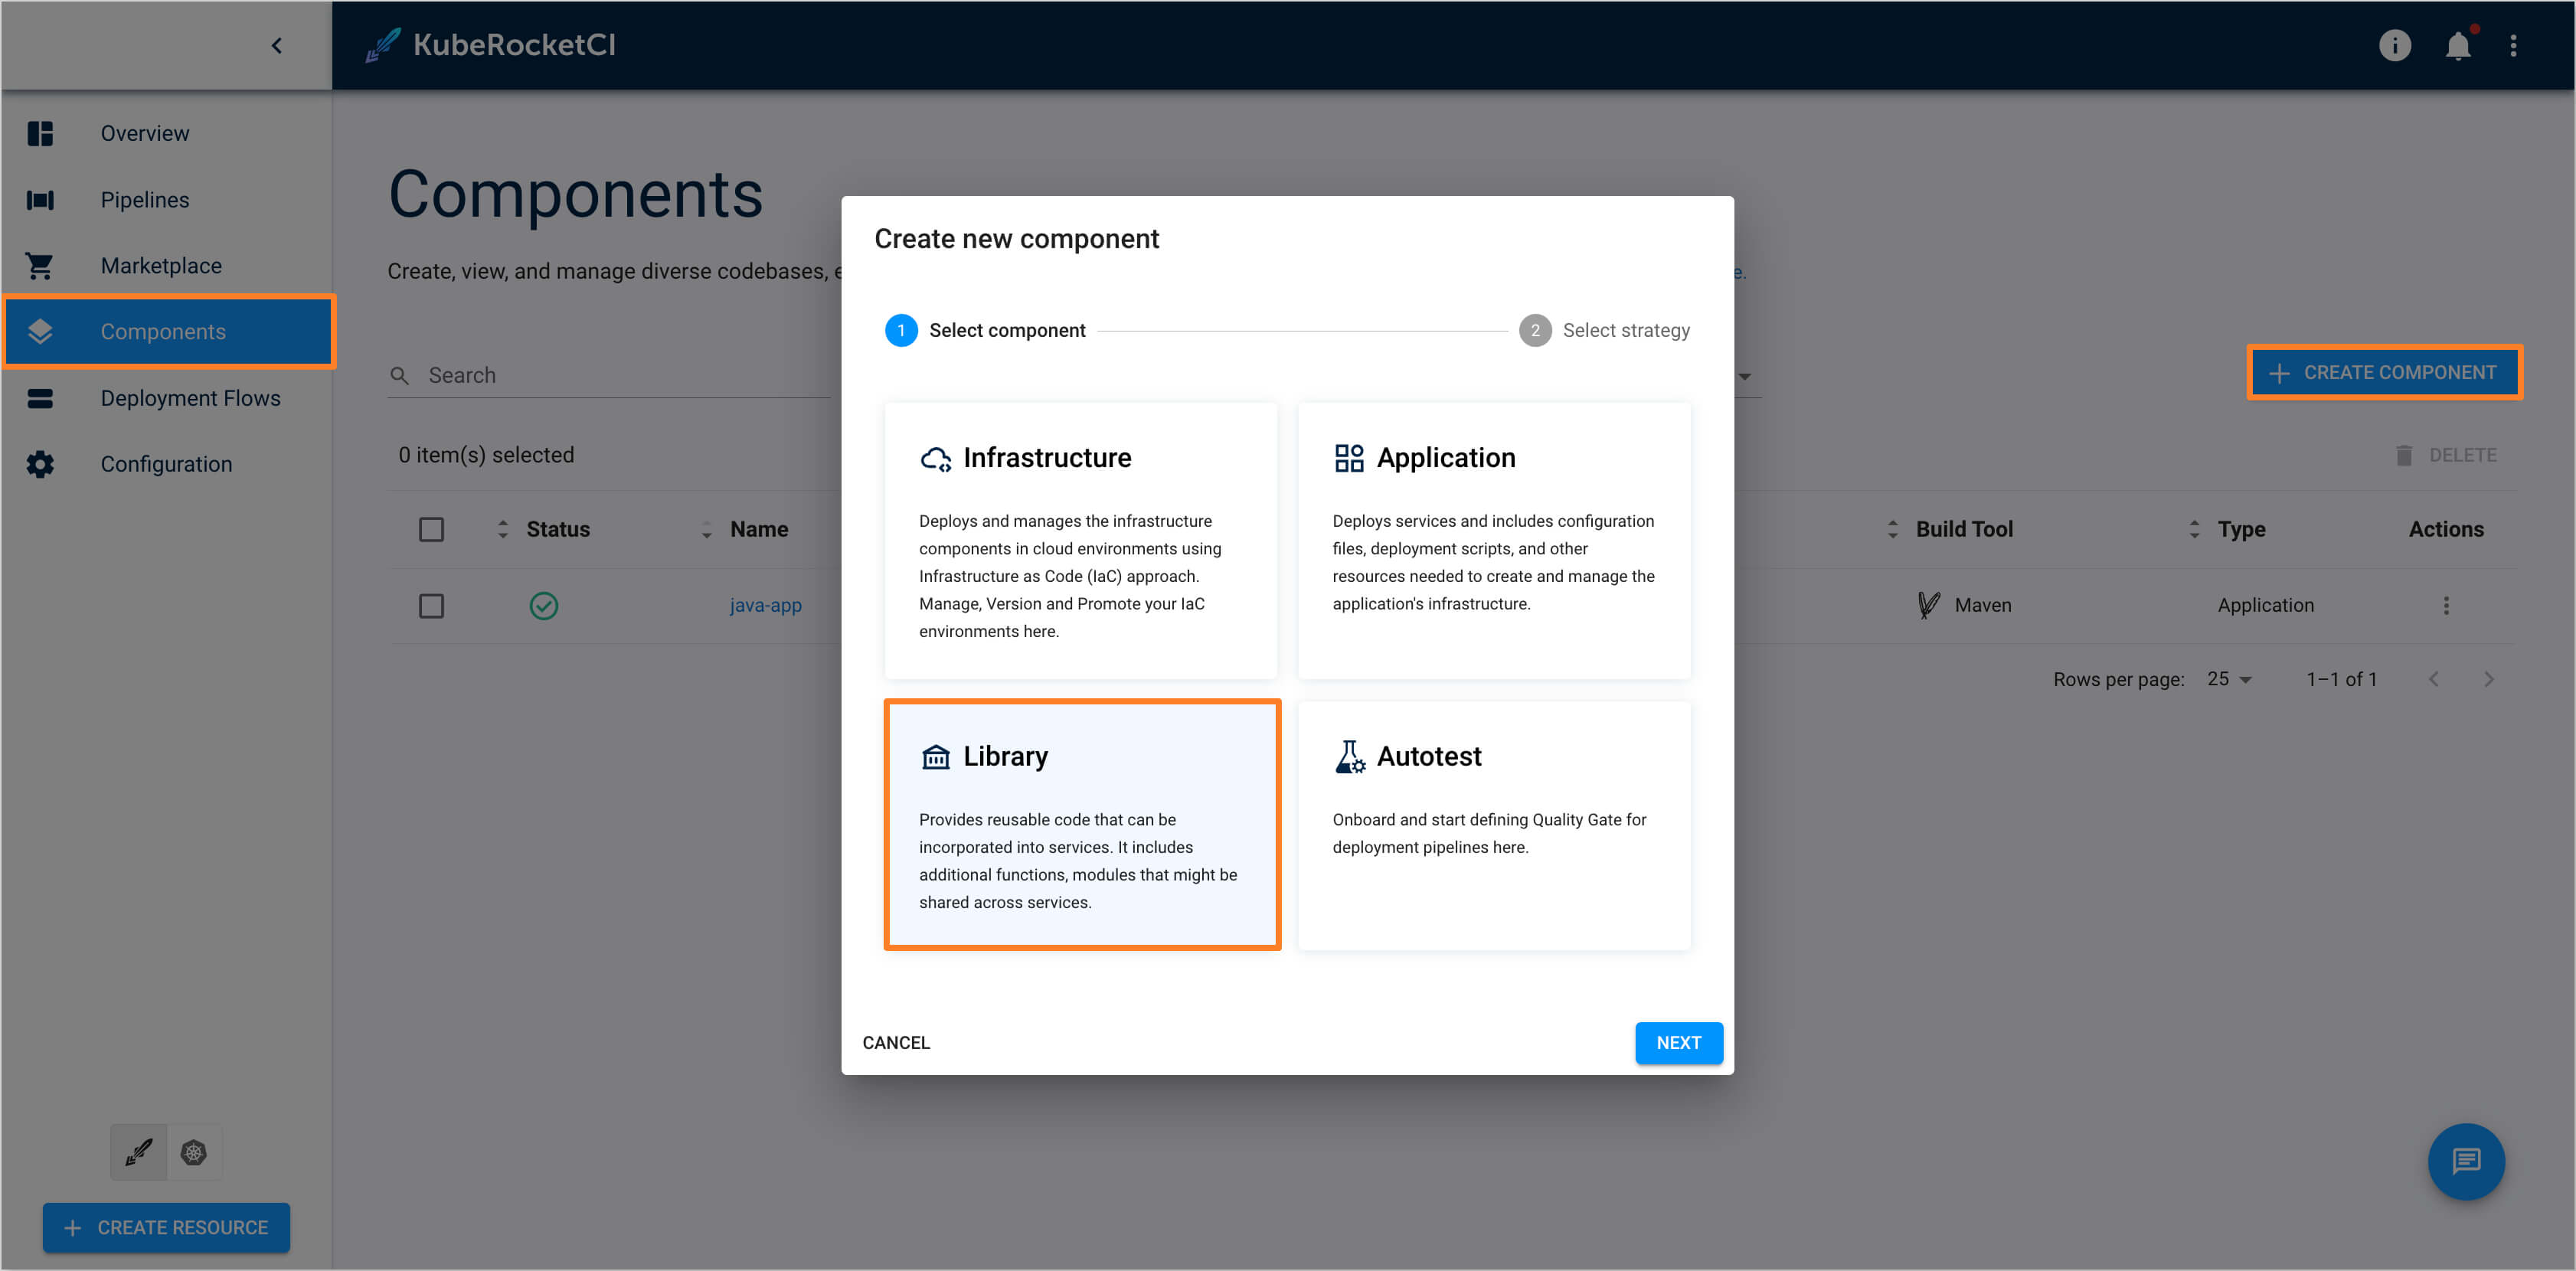 KubeRocketCI
Overview
Pipelines
Marketplace
Components
Deployment Flows
Configuration
CREATE RESOURCE
Components
Create, view, and manage diverse codebases, e
e.
Search
CREATE COMPONENT
0 item(s) selected
DELETE
Status Name Build Tool Type Actions
java-app Maven Application
Rows per page: 25 1–1 of 1
Create new component
1 Select component 2 Select strategy
Infrastructure
Deploys and manages the infrastructure
components in cloud environments using
Infrastructure as Code (IaC) approach.
Manage, Version and Promote your IaC
environments here.
Application
Deploys services and includes configuration
files, deployment scripts, and other
resources needed to create and manage the
application's infrastructure.
Library
Provides reusable code that can be
incorporated into services. It includes
additional functions, modules that might be
shared across services.
Autotest
Onboard and start defining Quality Gate for
deployment pipelines here.
CANCEL NEXT